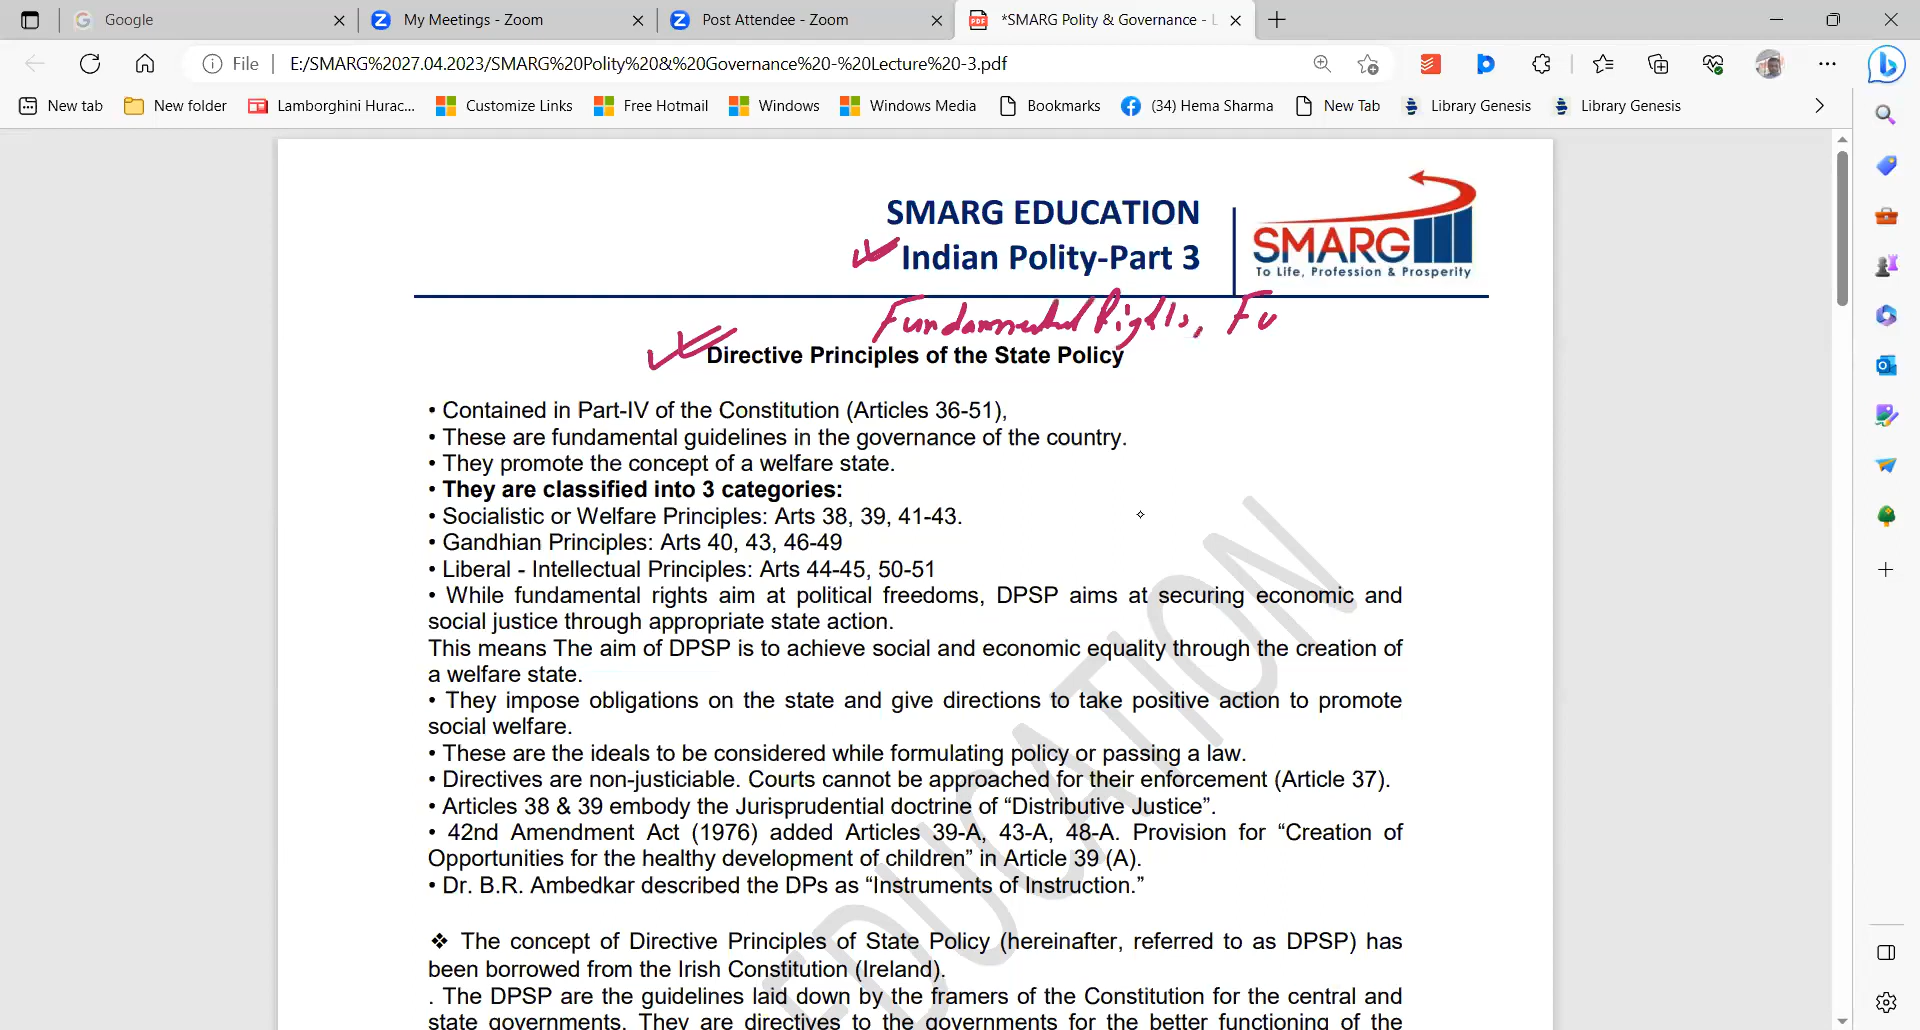 Google
My Meetings - Zoom
Post Attendee - Zoom
*SMARG Polity & Governance - L
File
E:/SMARG%2027.04.2023/SMARG%20Polity%20&%20Governance%20-%20Lecture%20-3.pdf
New tab
New folder
Lamborghini Hurac...
Customize Links
Free Hotmail
Windows
Windows Media
Bookmarks
(34) Hema Sharma
New Tab
Library Genesis
Library Genesis
SMARG EDUCATION
Indian Polity-Part 3
SMARG
To Life, Profession & Prosperity
Fundamental Rights, Fu
Directive Principles of the State Policy
• Contained in Part-IV of the Constitution (Articles 36-51),
• These are fundamental guidelines in the governance of the country.
• They promote the concept of a welfare state.
• They are classified into 3 categories:
• Socialistic or Welfare Principles: Arts 38, 39, 41-43.
• Gandhian Principles: Arts 40, 43, 46-49
• Liberal - Intellectual Principles: Arts 44-45, 50-51
• While fundamental rights aim at political freedoms, DPSP aims at securing economic and
social justice through appropriate state action.
This means The aim of DPSP is to achieve social and economic equality through the creation of
a welfare state.
• They impose obligations on the state and give directions to take positive action to promote
social welfare.
• These are the ideals to be considered while formulating policy or passing a law.
• Directives are non-justiciable. Courts cannot be approached for their enforcement (Article 37).
• Articles 38 & 39 embody the Jurisprudential doctrine of “Distributive Justice”.
• 42nd Amendment Act (1976) added Articles 39-A, 43-A, 48-A. Provision for “Creation of
Opportunities for the healthy development of children” in Article 39 (A).
• Dr. B.R. Ambedkar described the DPs as “Instruments of Instruction.”
❖ The concept of Directive Principles of State Policy (hereinafter, referred to as DPSP) has
been borrowed from the Irish Constitution (Ireland).
. The DPSP are the guidelines laid down by the framers of the Constitution for the central and
state governments. They are directives to the governments for the better functioning of the
EDUCATION